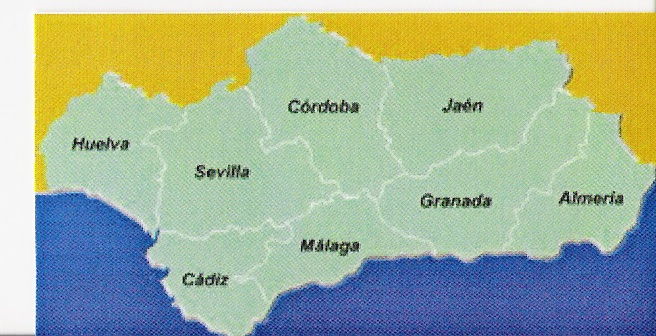 Córdoba
Jaén
Huelva
Sevilla
Granada
Almería
Málaga
Cádiz